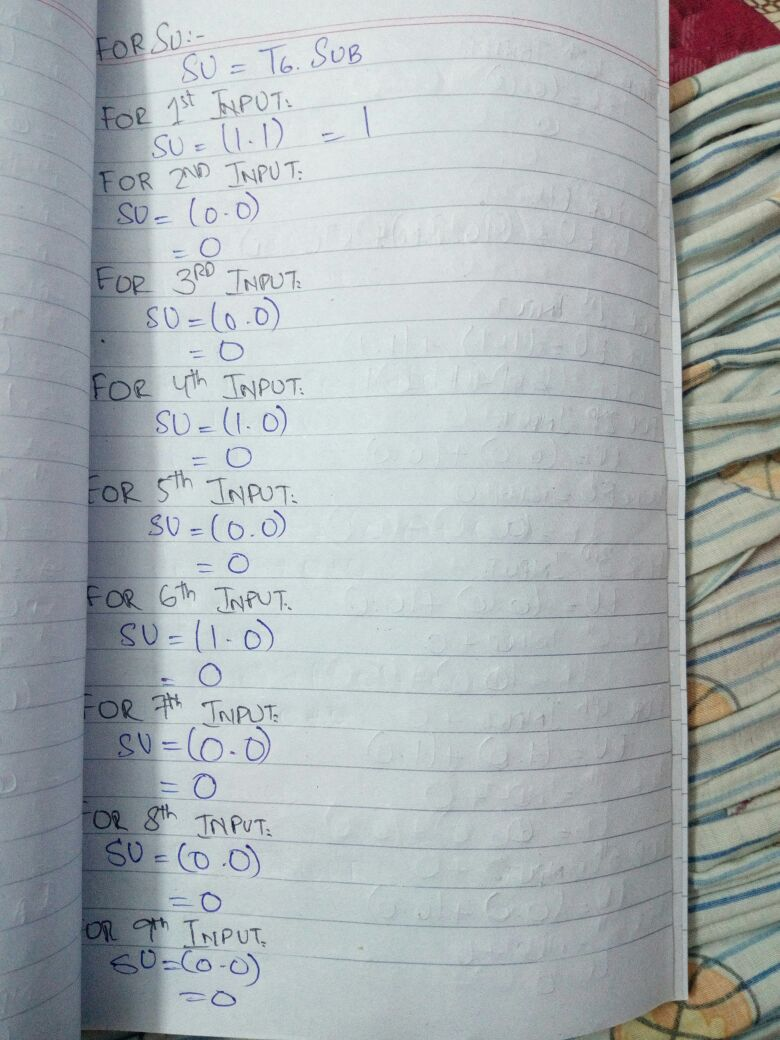 FOR SU:-
SU = T6. SUB
FOR 1st INPUT:
SU = (1.1) = 1
FOR 2ND INPUT:
SU = (0.0)
= 0
FOR 3RD INPUT:
SU = (0.0)
= 0
FOR 4th INPUT:
SU = (1.0)
= 0
FOR 5th INPUT:
SU = (0.0)
= 0
FOR 6th INPUT:
SU = (1.0)
= 0
FOR 7th INPUT:
SU = (0.0)
= 0
FOR 8th INPUT:
SU = (0.0)
= 0
FOR 9th INPUT:
SU = (0.0)
= 0